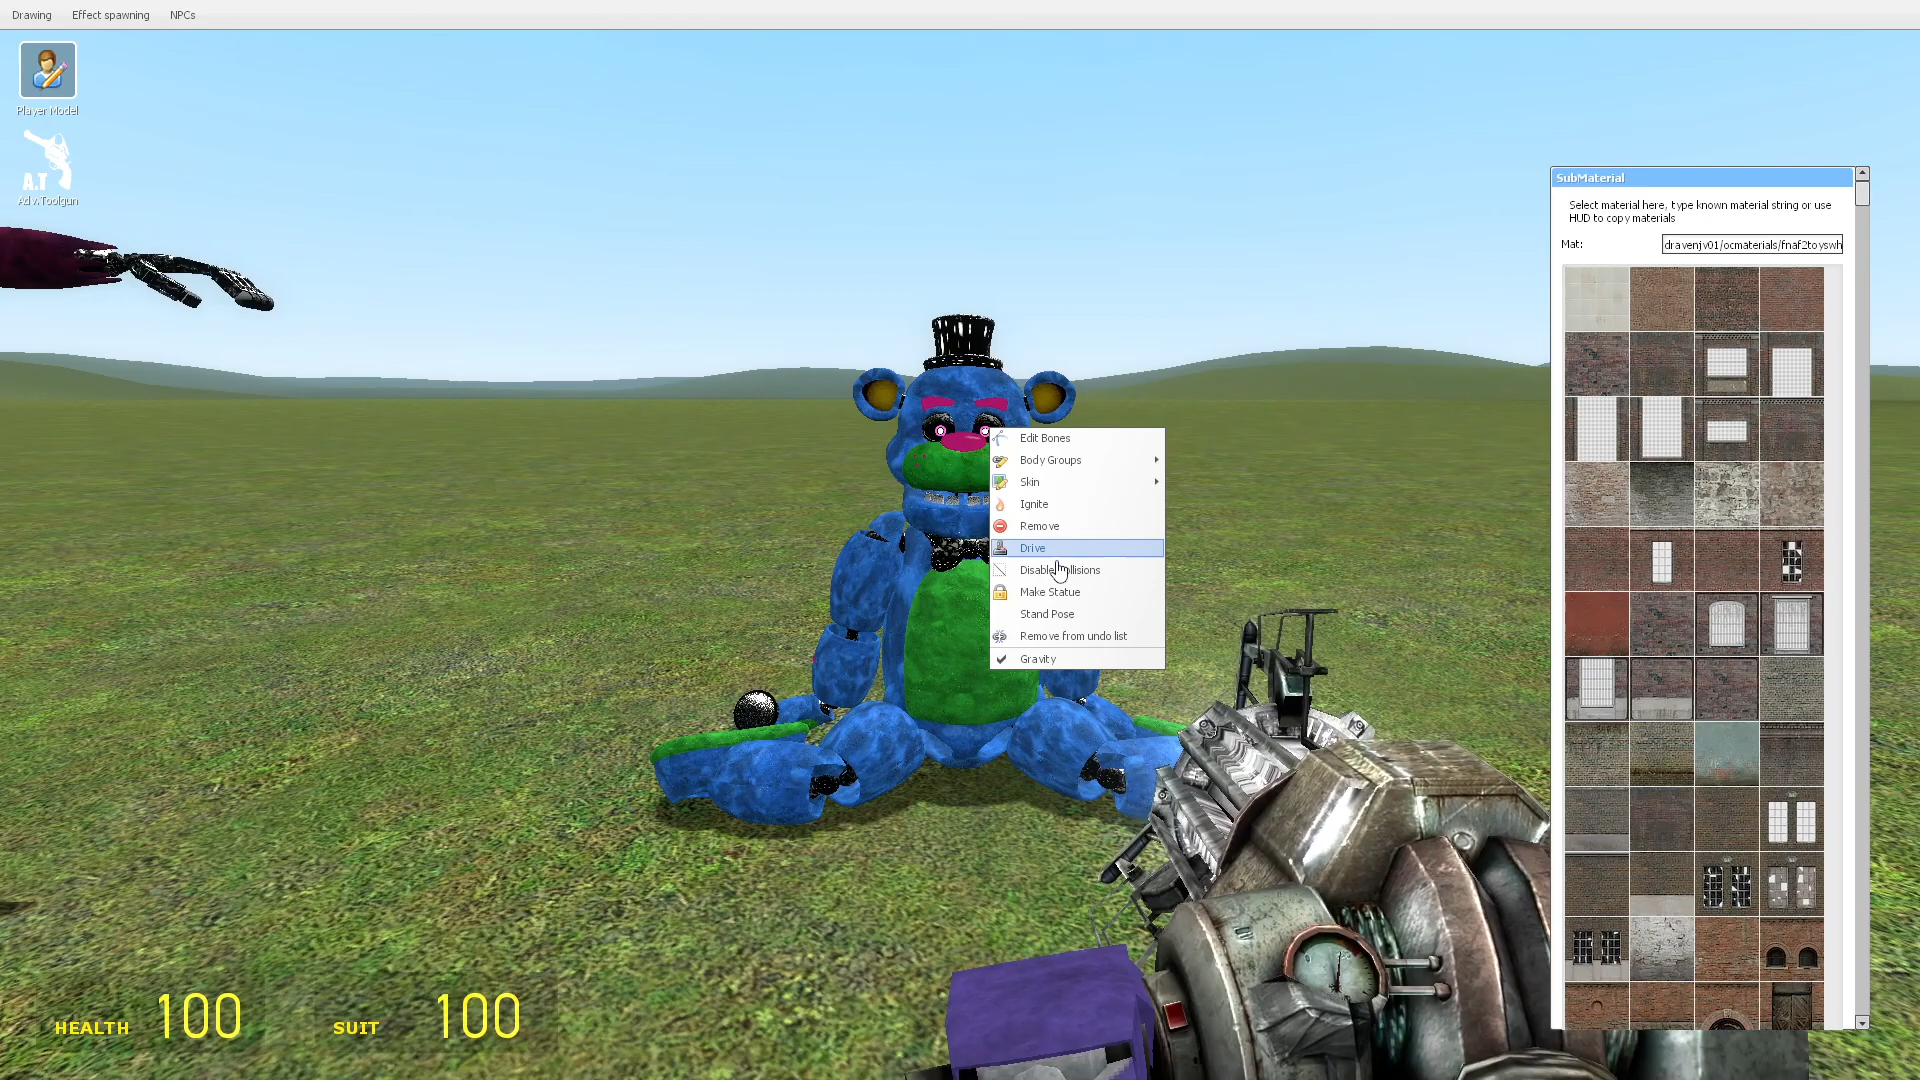 Drawing
Effect spawning
NPCs
Player Model
A.T
Adv.Toolgun
SubMaterial
Select material here, type known material string or use
HUD to copy materials
Mat:
dravenjv01/ocmaterials/fnaf2toyswh
Edit Bones
Body Groups
Skin
Ignite
Remove
Drive
Disable Collisions
Make Statue
Stand Pose
Remove from undo list
Gravity
HEALTH 100
SUIT 100